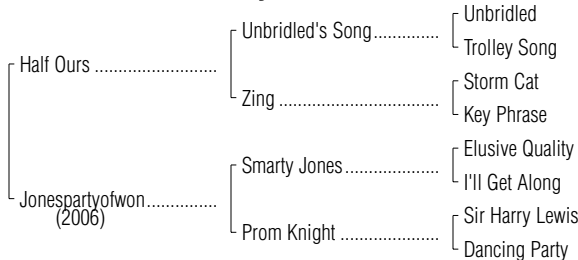 Unbridled
Unbridled's Song.............
Trolley Song
Half Ours ........................
Storm Cat
Zing ................................
Key Phrase
Elusive Quality
Smarty Jones...................
I'll Get Along
Jonespartyofwon..............
(2006)
Sir Harry Lewis
Prom Knight ....................
Dancing Party